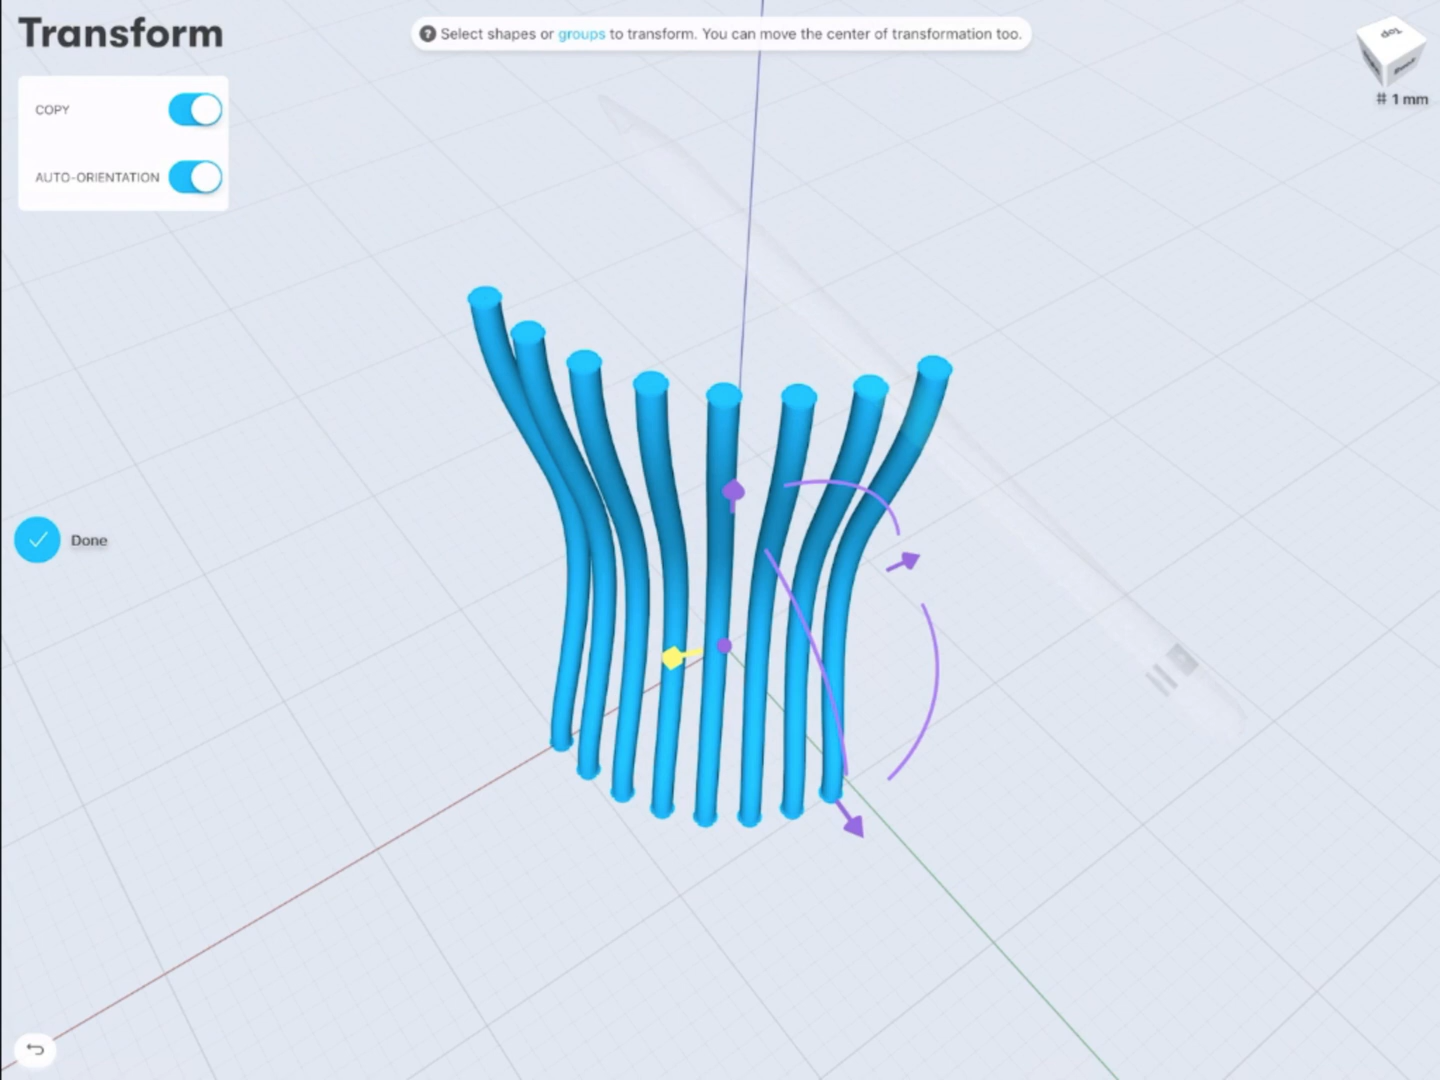 Transform
Select shapes or groups to transform. You can move the center of transformation too.
COPY
AUTO-ORIENTATION
Top
# 1 mm
Done